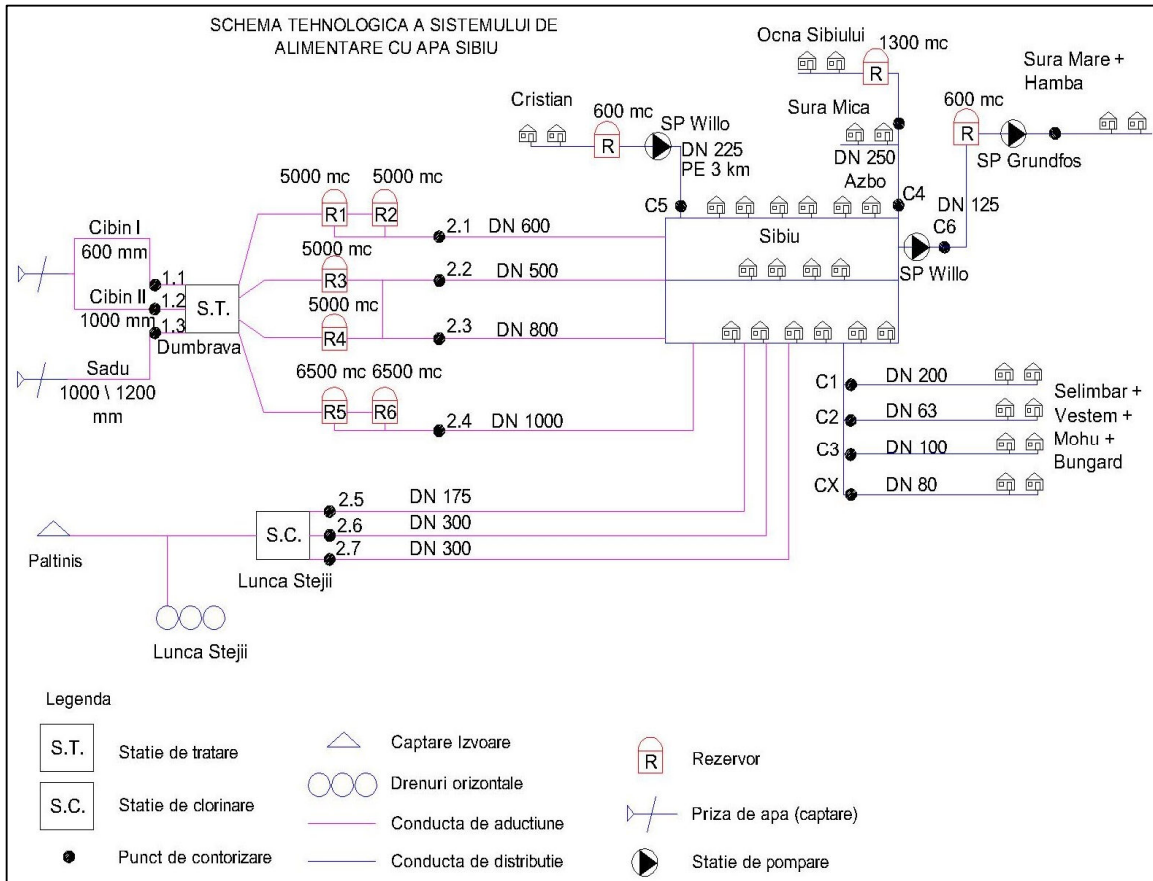 SCHEMA TEHNOLOGICA A SISTEMULUI DE
ALIMENTARE CU APA SIBIU
Ocna Sibiului
1300 mc
R
Sura Mare +
Hamba
Cristian
600 mc
R
SP Willo
DN 225
PE 3 km
Sura Mica
DN 250
Azbo
600 mc
R
SP Grundfos
C5
C4
DN 125
C6
SP Willo
Sibiu
Cibin I
600 mm
Cibin II
1000 mm
Sadu
1000 \ 1200
mm
1.1
1.2
1.3
S.T.
Dumbrava
5000 mc
5000 mc
R1
R2
2.1
DN 600
5000 mc
R3
2.2
DN 500
5000 mc
R4
2.3
DN 800
6500 mc
6500 mc
R5
R6
2.4
DN 1000
C1
DN 200
C2
DN 63
C3
DN 100
CX
DN 80
Selimbar +
Vestem +
Mohu +
Bungard
2.5
DN 175
2.6
DN 300
2.7
DN 300
S.C.
Lunca Stejii
Paltinis
Lunca Stejii
Legenda
S.T.
Statie de tratare
S.C.
Statie de clorinare
Punct de contorizare
Captare Izvoare
Drenuri orizontale
Conducta de aductiune
Conducta de distributie
R
Rezervor
Priza de apa (captare)
Statie de pompare